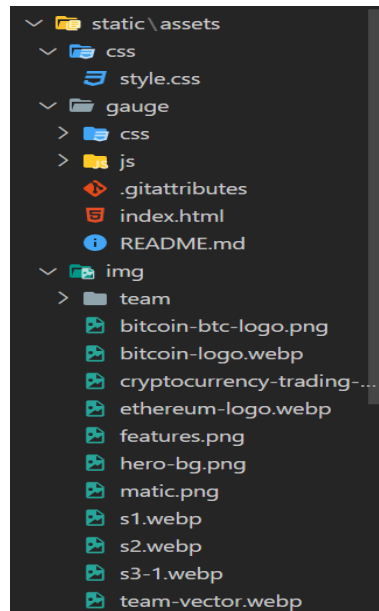 static\assets
css
style.css
gauge
css
js
.gitattributes
index.html
README.md
img
team
bitcoin-btc-logo.png
bitcoin-logo.webp
cryptocurrency-trading-...
ethereum-logo.webp
features.png
hero-bg.png
matic.png
s1.webp
s2.webp
s3-1.webp
team-vector.webp